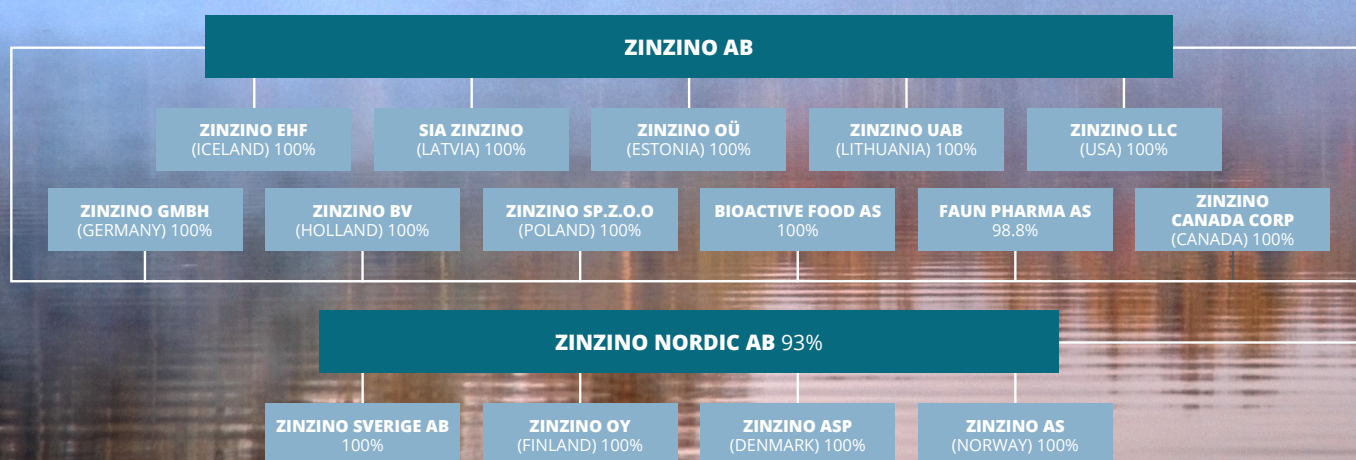 ZINZINO AB
ZINZINO EHF
(ICELAND) 100%
SIA ZINZINO
(LATVIA) 100%
ZINZINO OÜ
(ESTONIA) 100%
ZINZINO UAB
(LITHUANIA) 100%
ZINZINO LLC
(USA) 100%
ZINZINO GMBH
(GERMANY) 100%
ZINZINO BV
(HOLLAND) 100%
ZINZINO SP.Z.O.O
(POLAND) 100%
BIOACTIVE FOOD AS
100%
FAUN PHARMA AS
98.8%
ZINZINO
CANADA CORP
(CANADA) 100%
ZINZINO NORDIC AB 93%
ZINZINO SVERIGE AB
100%
ZINZINO OY
(FINLAND) 100%
ZINZINO ASP
(DENMARK) 100%
ZINZINO AS
(NORWAY) 100%